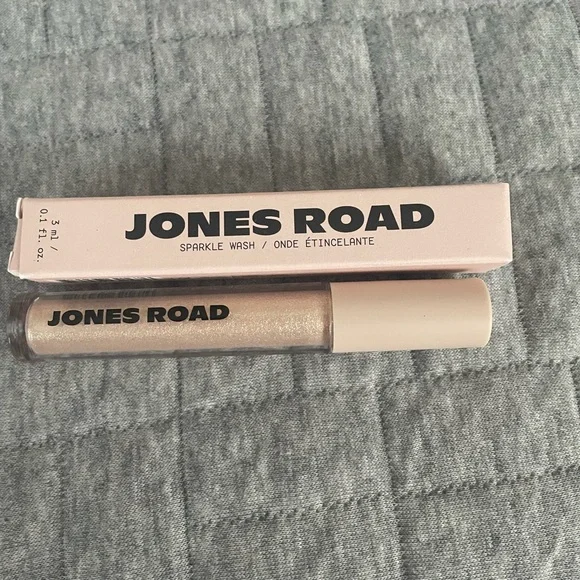 JONES ROAD
SPARKLE WASH / ONDE ÉTINCELANTE
3 ml /
0.1 fl. oz.
JONES ROAD